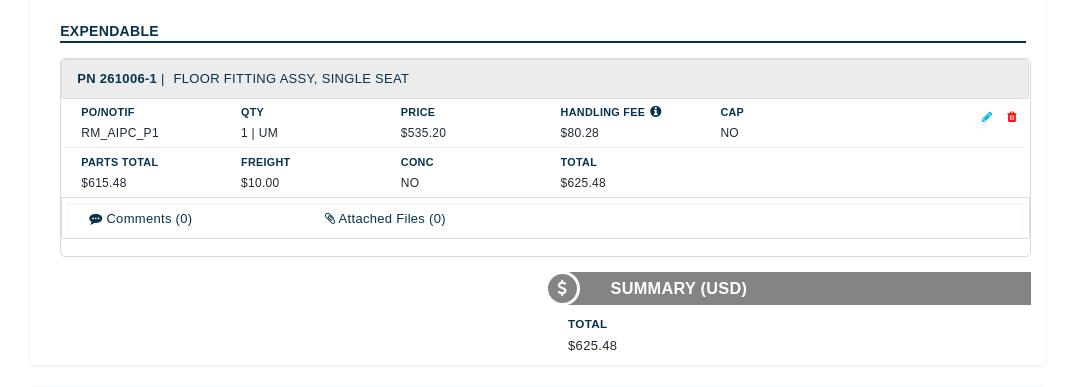 EXPENDABLE
PN 261006-1 | FLOOR FITTING ASSY, SINGLE SEAT
PO/NOTIF QTY PRICE HANDLING FEE CAP
RM_AIPC_P1 1 | UM $535.20 $80.28 NO
PARTS TOTAL FREIGHT CONC TOTAL
$615.48 $10.00 NO $625.48
Comments (0) Attached Files (0)
$ SUMMARY (USD)
TOTAL
$625.48